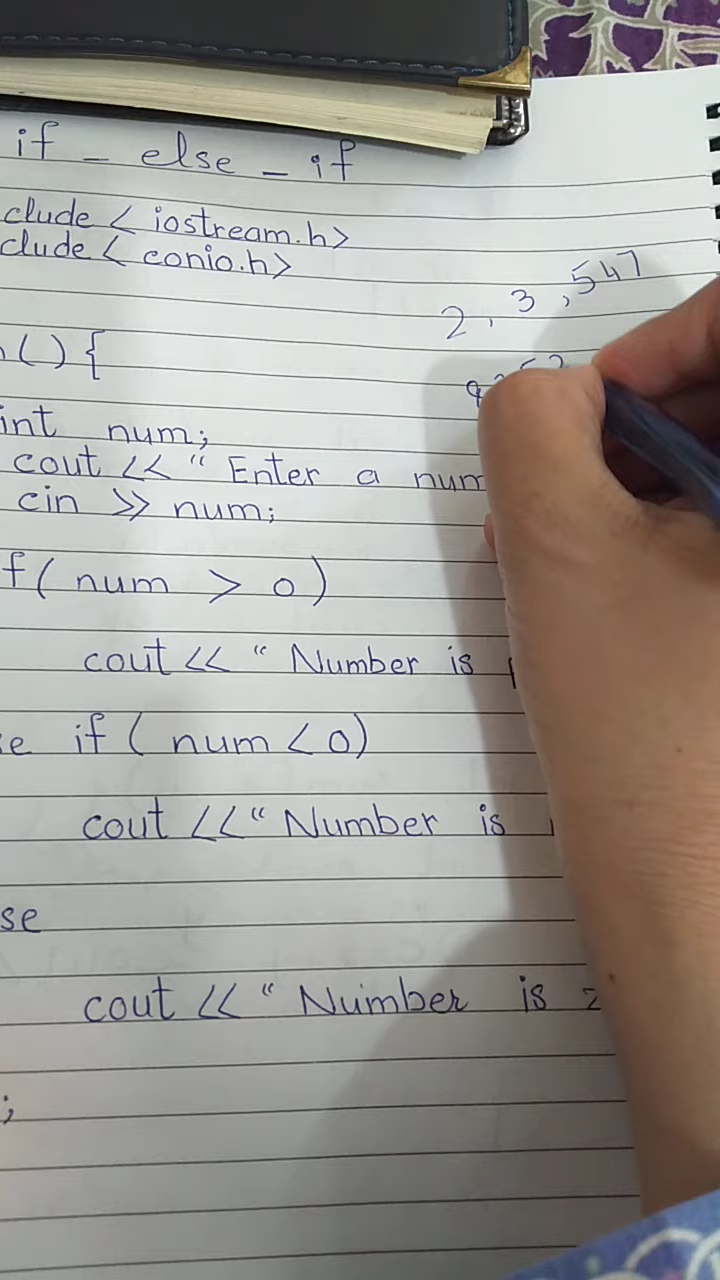 if - else - if
clude < iostream.h>
clude < conio.h>
2, 3, 547
() {
int num;
cout << " Enter a num
cin >> num;
f( num > 0 )
cout << " Number is
e if ( num < 0)
cout << " Number is
se
cout << " Number is
;